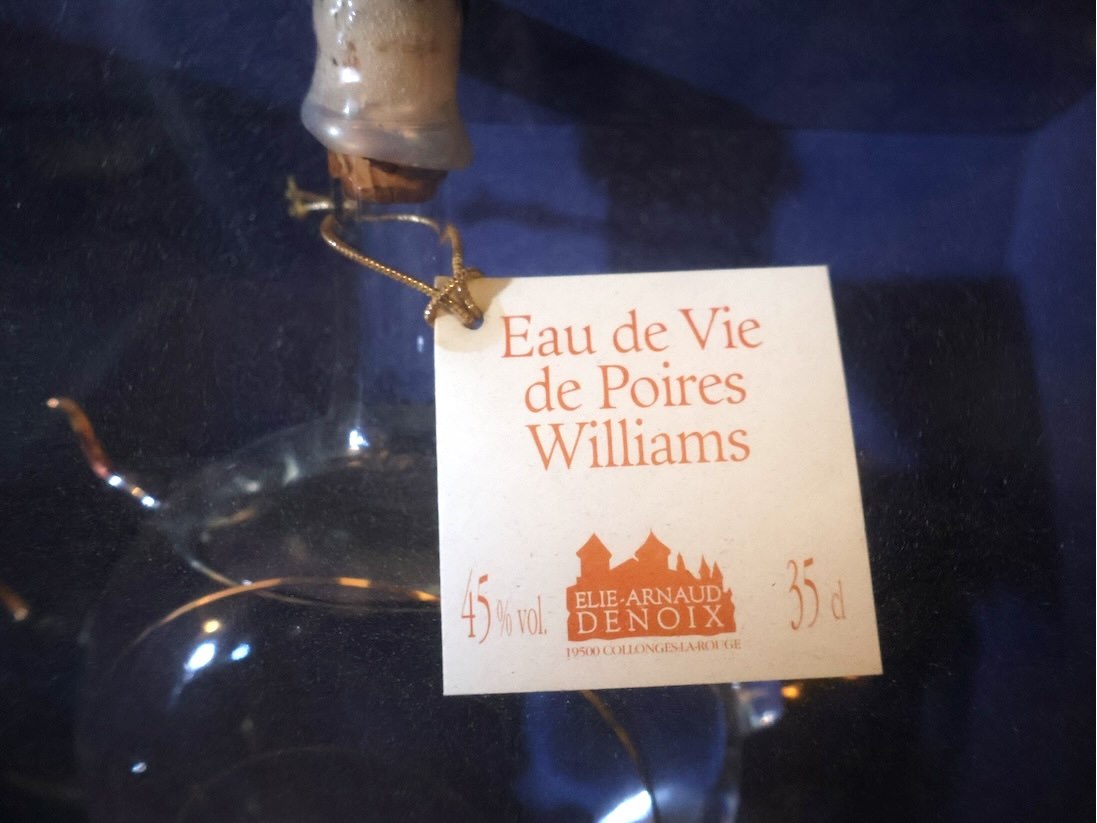 Eau de Vie
de Poires
Williams
45 % vol.
ELIE-ARNAUD
DENOIX
35 cl
19500 COLLONGES-LA-ROUGE